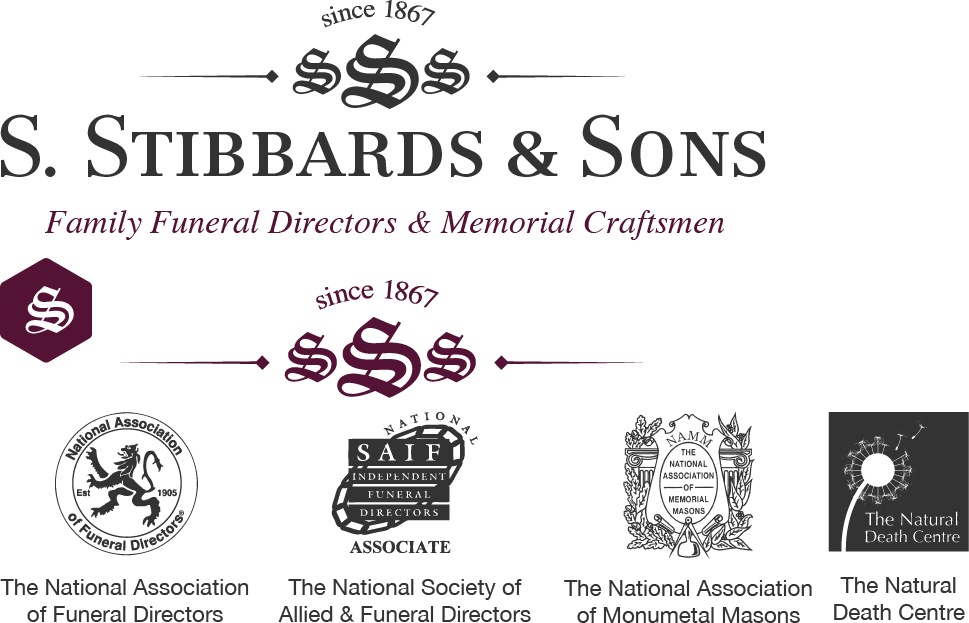 since 1867
SSS
S. STIBBARDS & SONS
Family Funeral Directors & Memorial Craftsmen
S
since 1867
SSS
National Association
Est 1905
of Funeral Directors®
NATIONAL
SAIF
INDEPENDENT
FUNERAL
DIRECTORS
ASSOCIATE
NAMM
THE
NATIONAL
ASSOCIATION
OF
MEMORIAL
MASONS
The Natural
Death Centre
The National Association
of Funeral Directors
The National Society of
Allied & Funeral Directors
The National Association
of Monumetal Masons
The Natural
Death Centre